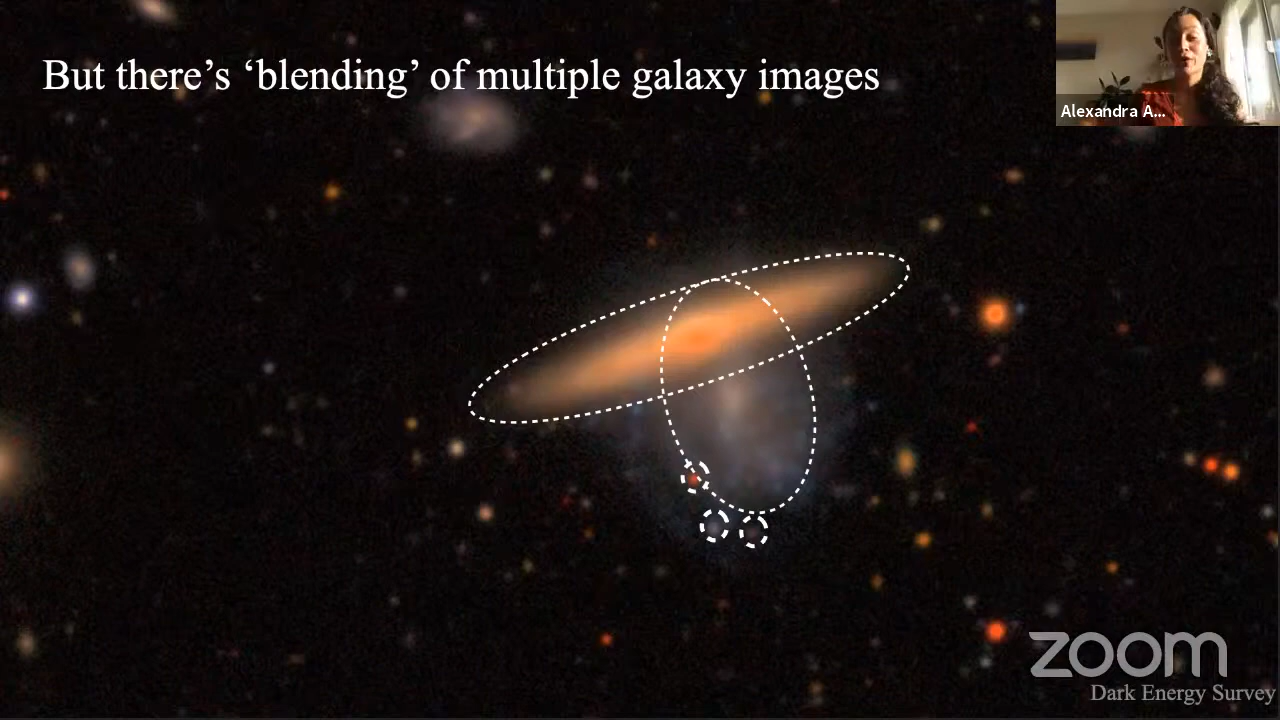 But there’s ‘blending’ of multiple galaxy images
Alexandra A...
zoom
Dark Energy Survey